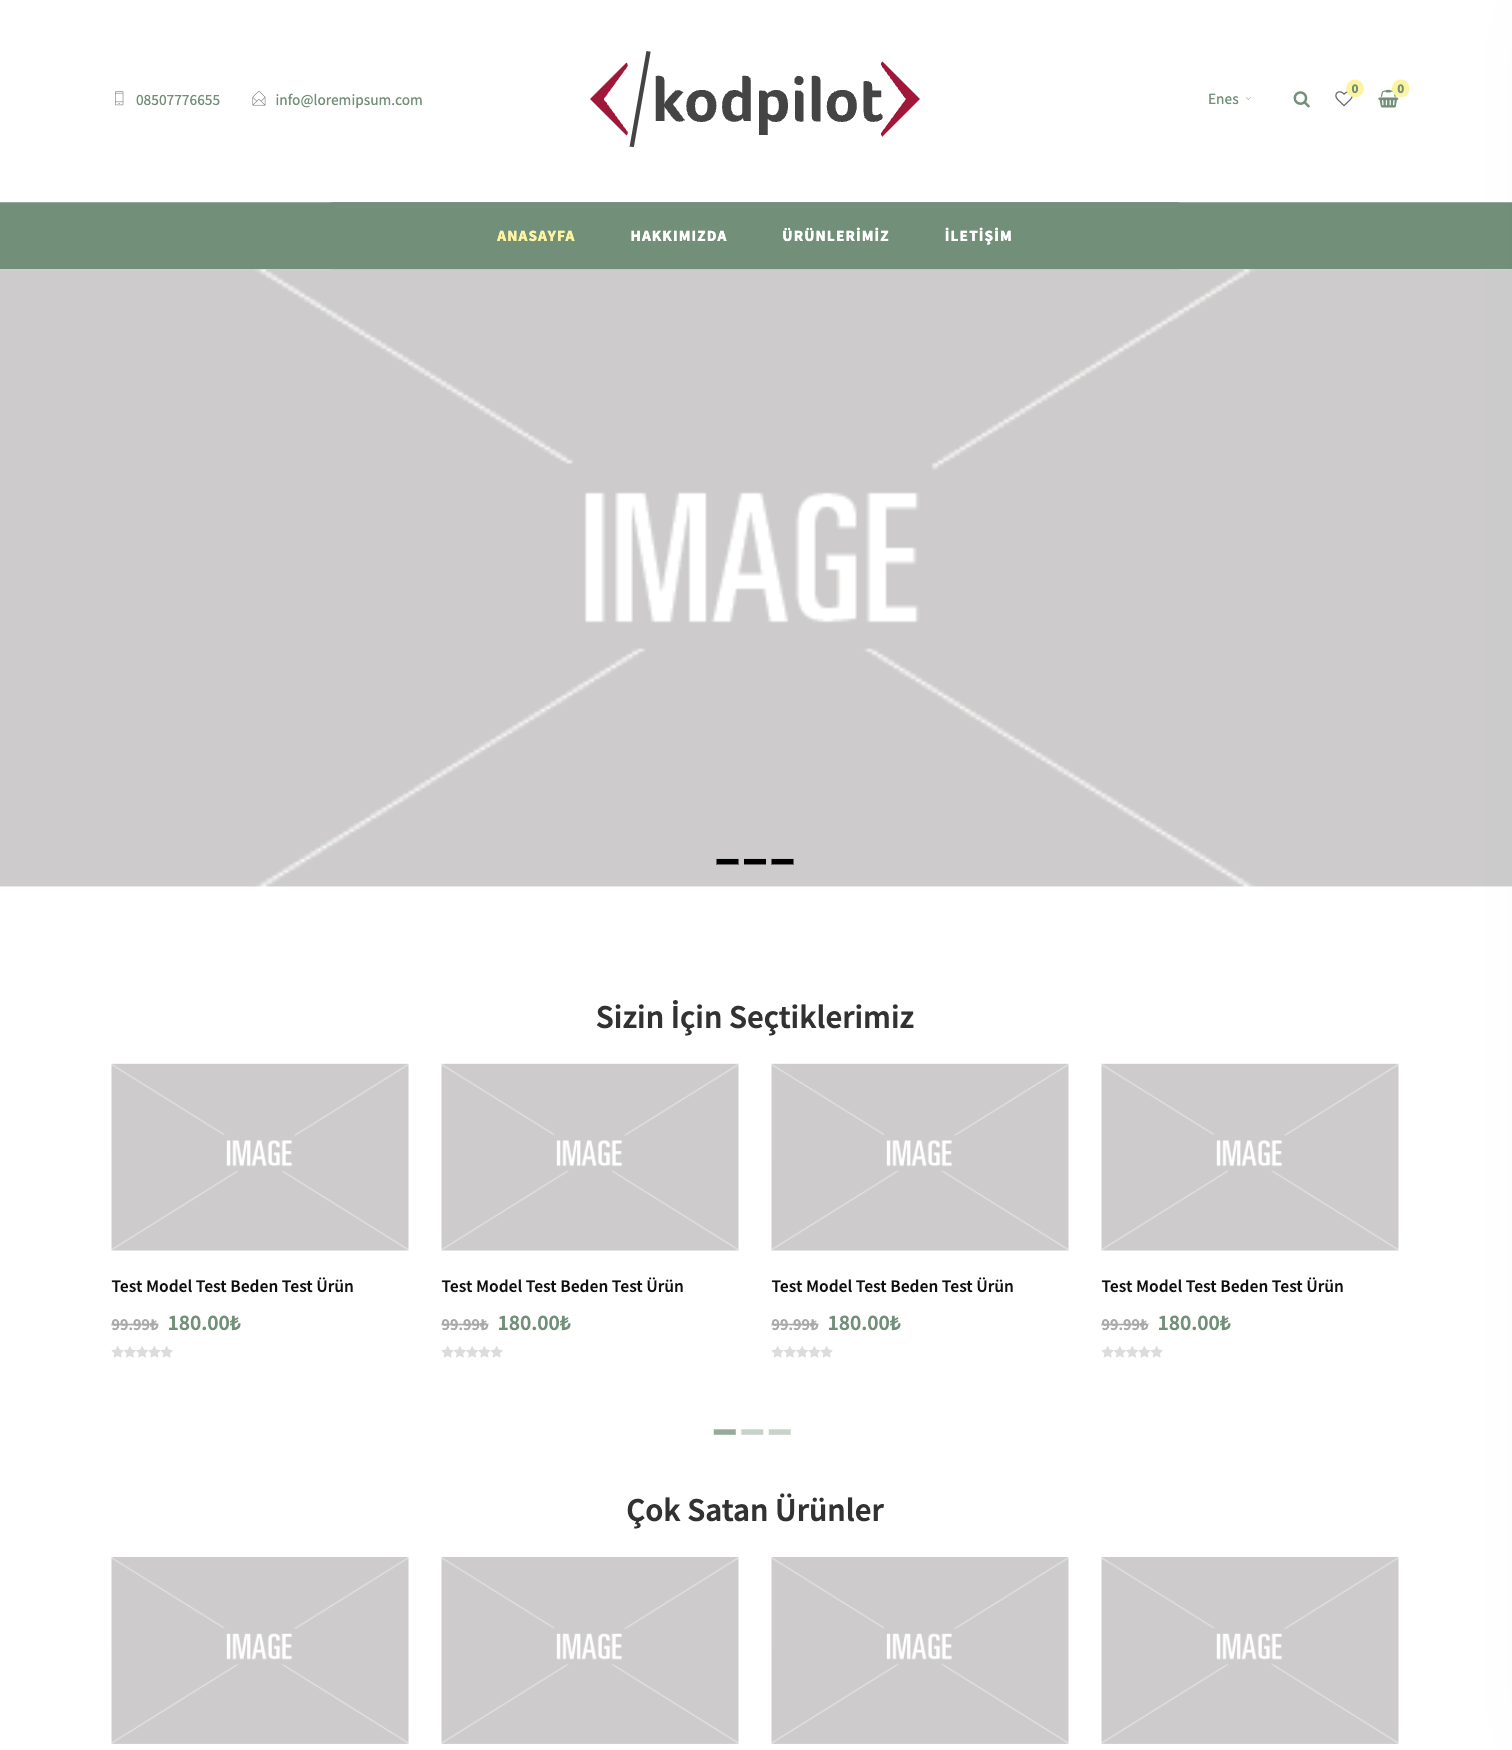 08507776655
info@loremipsum.com
</kodpilot>
Enes
0
0
ANASAYFA
HAKKIMIZDA
ÜRÜNLERİMİZ
İLETİŞİM
IMAGE
Sizin İçin Seçtiklerimiz
IMAGE
IMAGE
IMAGE
IMAGE
Test Model Test Beden Test Ürün
99.99₺ 180.00₺
Test Model Test Beden Test Ürün
99.99₺ 180.00₺
Test Model Test Beden Test Ürün
99.99₺ 180.00₺
Test Model Test Beden Test Ürün
99.99₺ 180.00₺
Çok Satan Ürünler
IMAGE
IMAGE
IMAGE
IMAGE